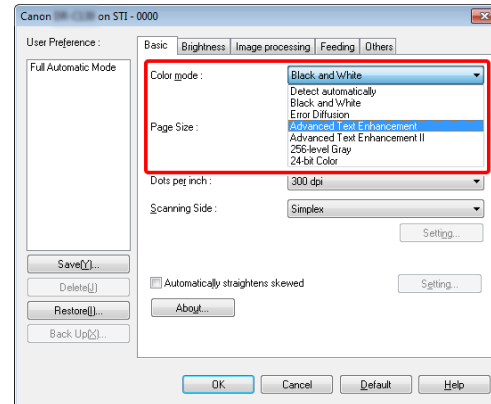 Canon on STI - 0000
User Preference :
Full Automatic Mode
Save(Y)...
Delete(J)
Restore(I)...
Back Up(X)...
Basic
Brightness
Image processing
Feeding
Others
Color mode :
Black and White
Detect automatically
Black and White
Error Diffusion
Advanced Text Enhancement
Advanced Text Enhancement II
256-level Gray
24-bit Color
Page Size :
Dots per inch :
300 dpi
Scanning Side :
Simplex
Setting...
Automatically straightens skewed
Setting...
About...
OK
Cancel
Default
Help